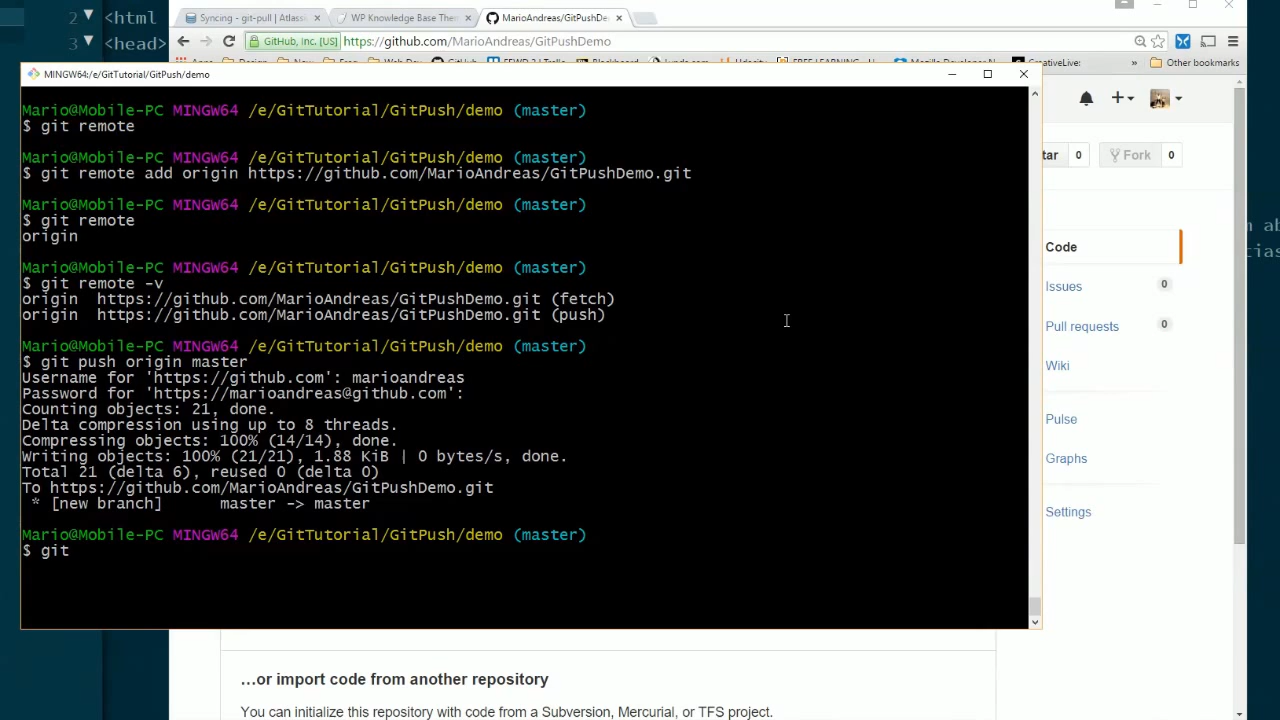 2 <html
3 <head>
Syncing - git-pull | Atlass
WP Knowledge Base Them
MarioAndreas/GitPushDe
GitHub, Inc. [US] https://github.com/MarioAndreas/GitPushDemo
Other bookmarks
MINGW64:/e/GitTutorial/GitPush/demo
Mario@Mobile-PC MINGW64 /e/GitTutorial/GitPush/demo (master)
$ git remote
Mario@Mobile-PC MINGW64 /e/GitTutorial/GitPush/demo (master)
$ git remote add origin https://github.com/MarioAndreas/GitPushDemo.git
Mario@Mobile-PC MINGW64 /e/GitTutorial/GitPush/demo (master)
$ git remote
origin
Mario@Mobile-PC MINGW64 /e/GitTutorial/GitPush/demo (master)
$ git remote -v
origin  https://github.com/MarioAndreas/GitPushDemo.git (fetch)
origin  https://github.com/MarioAndreas/GitPushDemo.git (push)
Mario@Mobile-PC MINGW64 /e/GitTutorial/GitPush/demo (master)
$ git push origin master
Username for 'https://github.com': marioandreas
Password for 'https://marioandreas@github.com':
Counting objects: 21, done.
Delta compression using up to 8 threads.
Compressing objects: 100% (14/14), done.
Writing objects: 100% (21/21), 1.88 KiB | 0 bytes/s, done.
Total 21 (delta 6), reused 0 (delta 0)
To https://github.com/MarioAndreas/GitPushDemo.git
 * [new branch]      master -> master
Mario@Mobile-PC MINGW64 /e/GitTutorial/GitPush/demo (master)
$ git
tar 0 Fork 0
Code
Issues 0
Pull requests 0
Wiki
Pulse
Graphs
Settings
…or import code from another repository
You can initialize this repository with code from a Subversion, Mercurial, or TFS project.